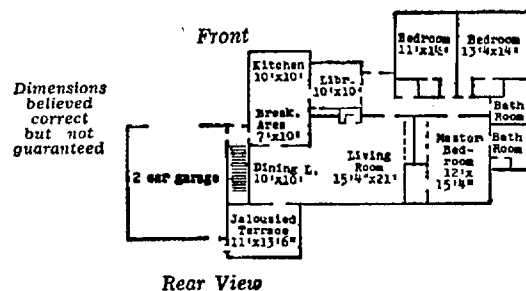 Front
Dimensions
believed
correct
but not
guaranteed
Kitchen
10'x10'
Libr.
10'x10'
Bedroom
Bedroom
13'4x14'
Break.
Area
7'x10'
Bath
Room
Bath
Room
2 car garage
Dining L.
10'x10'
Living
Room
15'4"x21'
Master
Bed-
room
12'x
15'4"
Jalousied
Terrace
11'x13'6"
Rear View